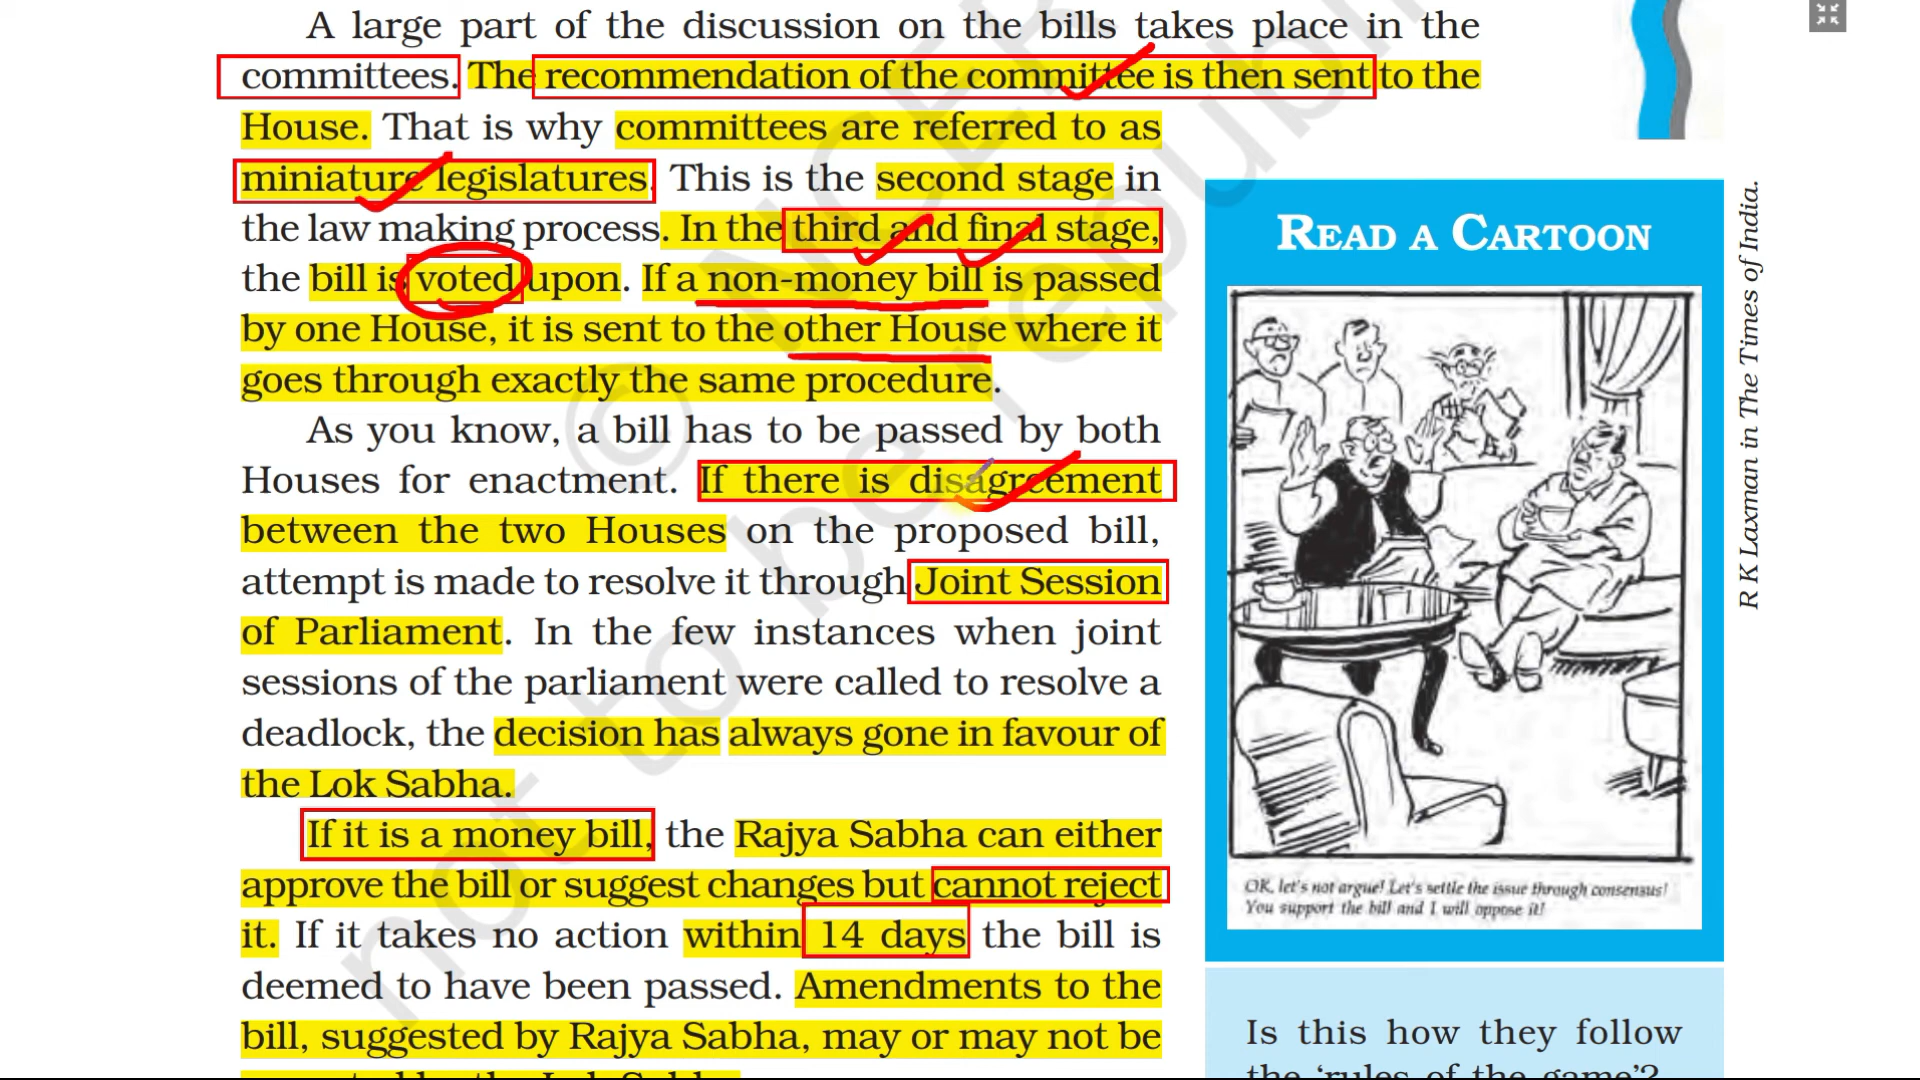 A large part of the discussion on the bills takes place in the
committees. The recommendation of the committee is then sent to the
House. That is why committees are referred to as
miniature legislatures. This is the second stage in
the law making process. In the third and final stage,
the bill is voted upon. If a non-money bill is passed
by one House, it is sent to the other House where it
goes through exactly the same procedure.
As you know, a bill has to be passed by both
Houses for enactment. If there is disagreement
between the two Houses on the proposed bill,
attempt is made to resolve it through Joint Session
of Parliament. In the few instances when joint
sessions of the parliament were called to resolve a
deadlock, the decision has always gone in favour of
the Lok Sabha.
If it is a money bill, the Rajya Sabha can either
approve the bill or suggest changes but cannot reject
it. If it takes no action within 14 days the bill is
deemed to have been passed. Amendments to the
bill, suggested by Rajya Sabha, may or may not be
READ A CARTOON
OK, let's not argue! Let's settle the issue through consensus!
You support the bill and I will oppose it!
R K Laxman in The Times of India.
Is this how they follow
the 'rules of the game'?
not to be republi
© NCER